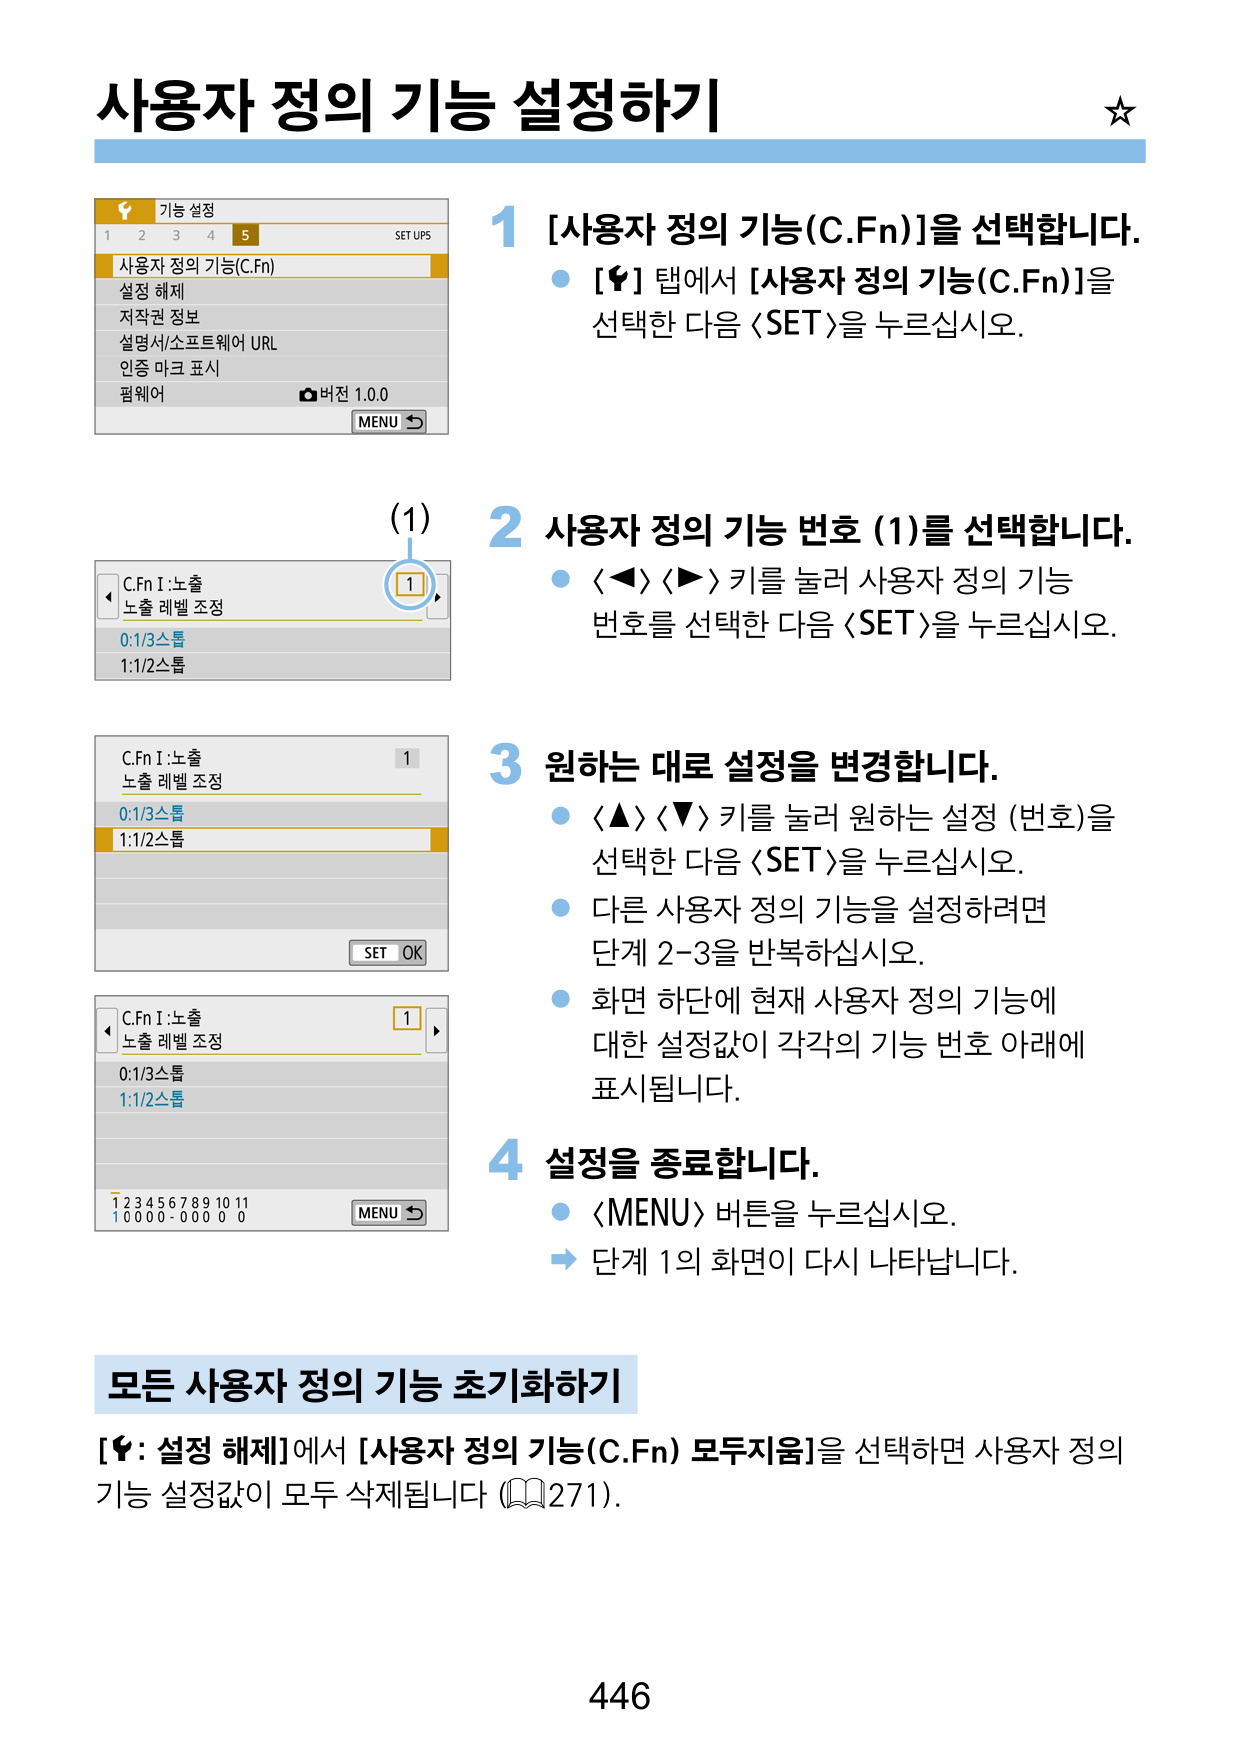 사용자 정의 기능 설정하기 ☆
기능 설정
1 2 3 4 5 SET UP5
사용자 정의 기능(C.Fn)
설정 해제
저작권 정보
설명서/소프트웨어 URL
인증 마크 표시
펌웨어 버전 1.0.0
MENU
1 [사용자 정의 기능(C.Fn)]을 선택합니다.
● [] 탭에서 [사용자 정의 기능(C.Fn)]을
선택한 다음 〈SET〉을 누르십시오.
(1)
C.Fn I :노출 1
노출 레벨 조정
0:1/3스톱
1:1/2스톱
2 사용자 정의 기능 번호 (1)를 선택합니다.
● 〈◀〉〈▶〉 키를 눌러 사용자 정의 기능
번호를 선택한 다음 〈SET〉을 누르십시오.
C.Fn I :노출 1
노출 레벨 조정
0:1/3스톱
1:1/2스톱
SET OK
C.Fn I :노출 1
노출 레벨 조정
0:1/3스톱
1:1/2스톱
1 2 3 4 5 6 7 8 9 10 11
1 0 0 0 0 - 0 0 0 0 0
MENU
3 원하는 대로 설정을 변경합니다.
● 〈▲〉〈▼〉 키를 눌러 원하는 설정 (번호)을
선택한 다음 〈SET〉을 누르십시오.
● 다른 사용자 정의 기능을 설정하려면
단계 2-3을 반복하십시오.
● 화면 하단에 현재 사용자 정의 기능에
대한 설정값이 각각의 기능 번호 아래에
표시됩니다.
4 설정을 종료합니다.
● 〈MENU〉 버튼을 누르십시오.
➡ 단계 1의 화면이 다시 나타납니다.
모든 사용자 정의 기능 초기화하기
[: 설정 해제]에서 [사용자 정의 기능(C.Fn) 모두지움]을 선택하면 사용자 정의
기능 설정값이 모두 삭제됩니다 (271).
446